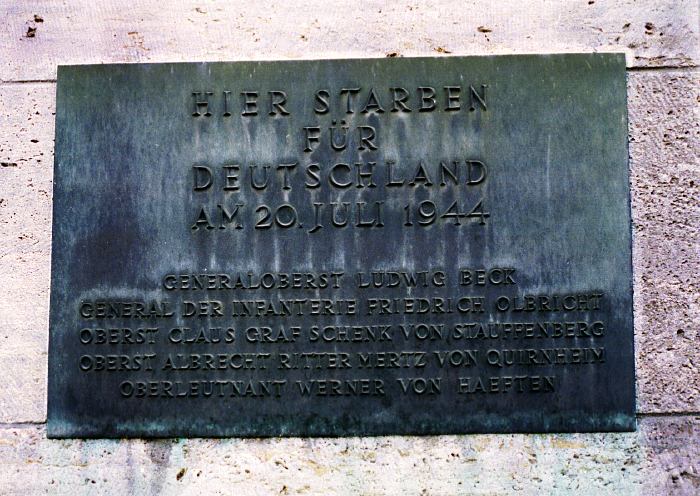 HIER STARBEN
FÜR
DEUTSCHLAND
AM 20. JULI 1944
GENERALOBERST LUDWIG BECK
GENERAL DER INFANTERIE FRIEDRICH OLBRICHT
OBERST CLAUS GRAF SCHENK VON STAUFFENBERG
OBERST ALBRECHT RITTER MERTZ VON QUIRNHEIM
OBERLEUTNANT WERNER VON HAEFTEN